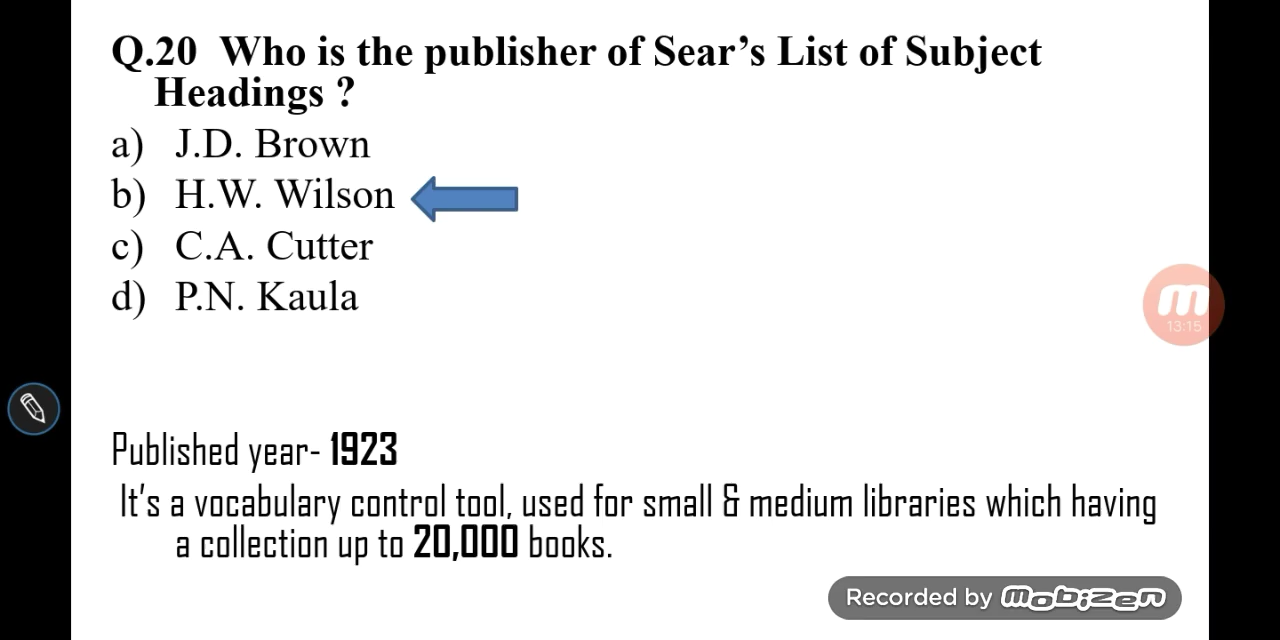 Q.20 Who is the publisher of Sear’s List of Subject
Headings ?
a) J.D. Brown
b) H.W. Wilson
c) C.A. Cutter
d) P.N. Kaula
13:15
Published year- 1923
It's a vocabulary control tool, used for small & medium libraries which having
a collection up to 20,000 books.
Recorded by mobizen